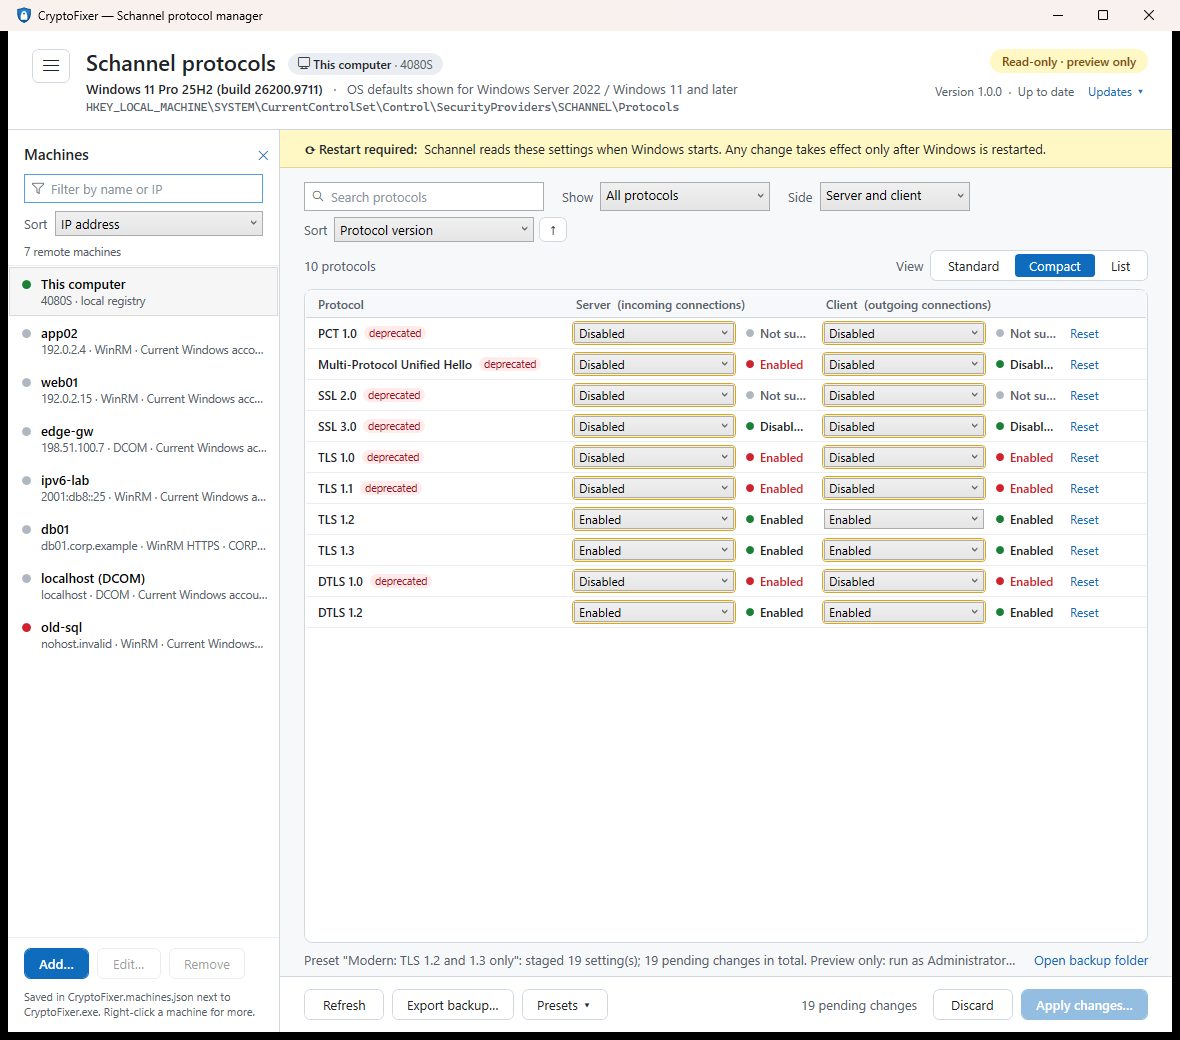 CryptoFixer — Schannel protocol manager
Schannel protocols
This computer · 4080S
Read-only · preview only
Windows 11 Pro 25H2 (build 26200.9711) · OS defaults shown for Windows Server 2022 / Windows 11 and later
Version 1.0.0 · Up to date Updates
HKEY_LOCAL_MACHINE\SYSTEM\CurrentControlSet\Control\SecurityProviders\SCHANNEL\Protocols
Machines
Filter by name or IP
Sort IP address
7 remote machines
This computer
4080S · local registry
app02
192.0.2.4 · WinRM · Current Windows acco...
web01
192.0.2.15 · WinRM · Current Windows acc...
edge-gw
198.51.100.7 · DCOM · Current Windows ac...
ipv6-lab
2001:db8::25 · WinRM · Current Windows a...
db01
db01.corp.example · WinRM HTTPS · CORP...
localhost (DCOM)
localhost · DCOM · Current Windows accou...
old-sql
nohost.invalid · WinRM · Current Windows...
Add... Edit... Remove
Saved in CryptoFixer.machines.json next to
CryptoFixer.exe. Right-click a machine for more.
Restart required: Schannel reads these settings when Windows starts. Any change takes effect only after Windows is restarted.
Search protocols Show All protocols Side Server and client
Sort Protocol version ↑
10 protocols View Standard Compact List
Protocol Server (incoming connections) Client (outgoing connections)
PCT 1.0 deprecated Disabled Not su... Disabled Not su... Reset
Multi-Protocol Unified Hello deprecated Disabled Enabled Disabled Disabl... Reset
SSL 2.0 deprecated Disabled Not su... Disabled Not su... Reset
SSL 3.0 deprecated Disabled Disabl... Disabled Disabl... Reset
TLS 1.0 deprecated Disabled Enabled Disabled Enabled Reset
TLS 1.1 deprecated Disabled Enabled Disabled Enabled Reset
TLS 1.2 Enabled Enabled Enabled Enabled Reset
TLS 1.3 Enabled Enabled Enabled Enabled Reset
DTLS 1.0 deprecated Disabled Enabled Disabled Enabled Reset
DTLS 1.2 Enabled Enabled Enabled Enabled Reset
Preset "Modern: TLS 1.2 and 1.3 only": staged 19 setting(s); 19 pending changes in total. Preview only: run as Administrator... Open backup folder
Refresh Export backup... Presets 19 pending changes Discard Apply changes...